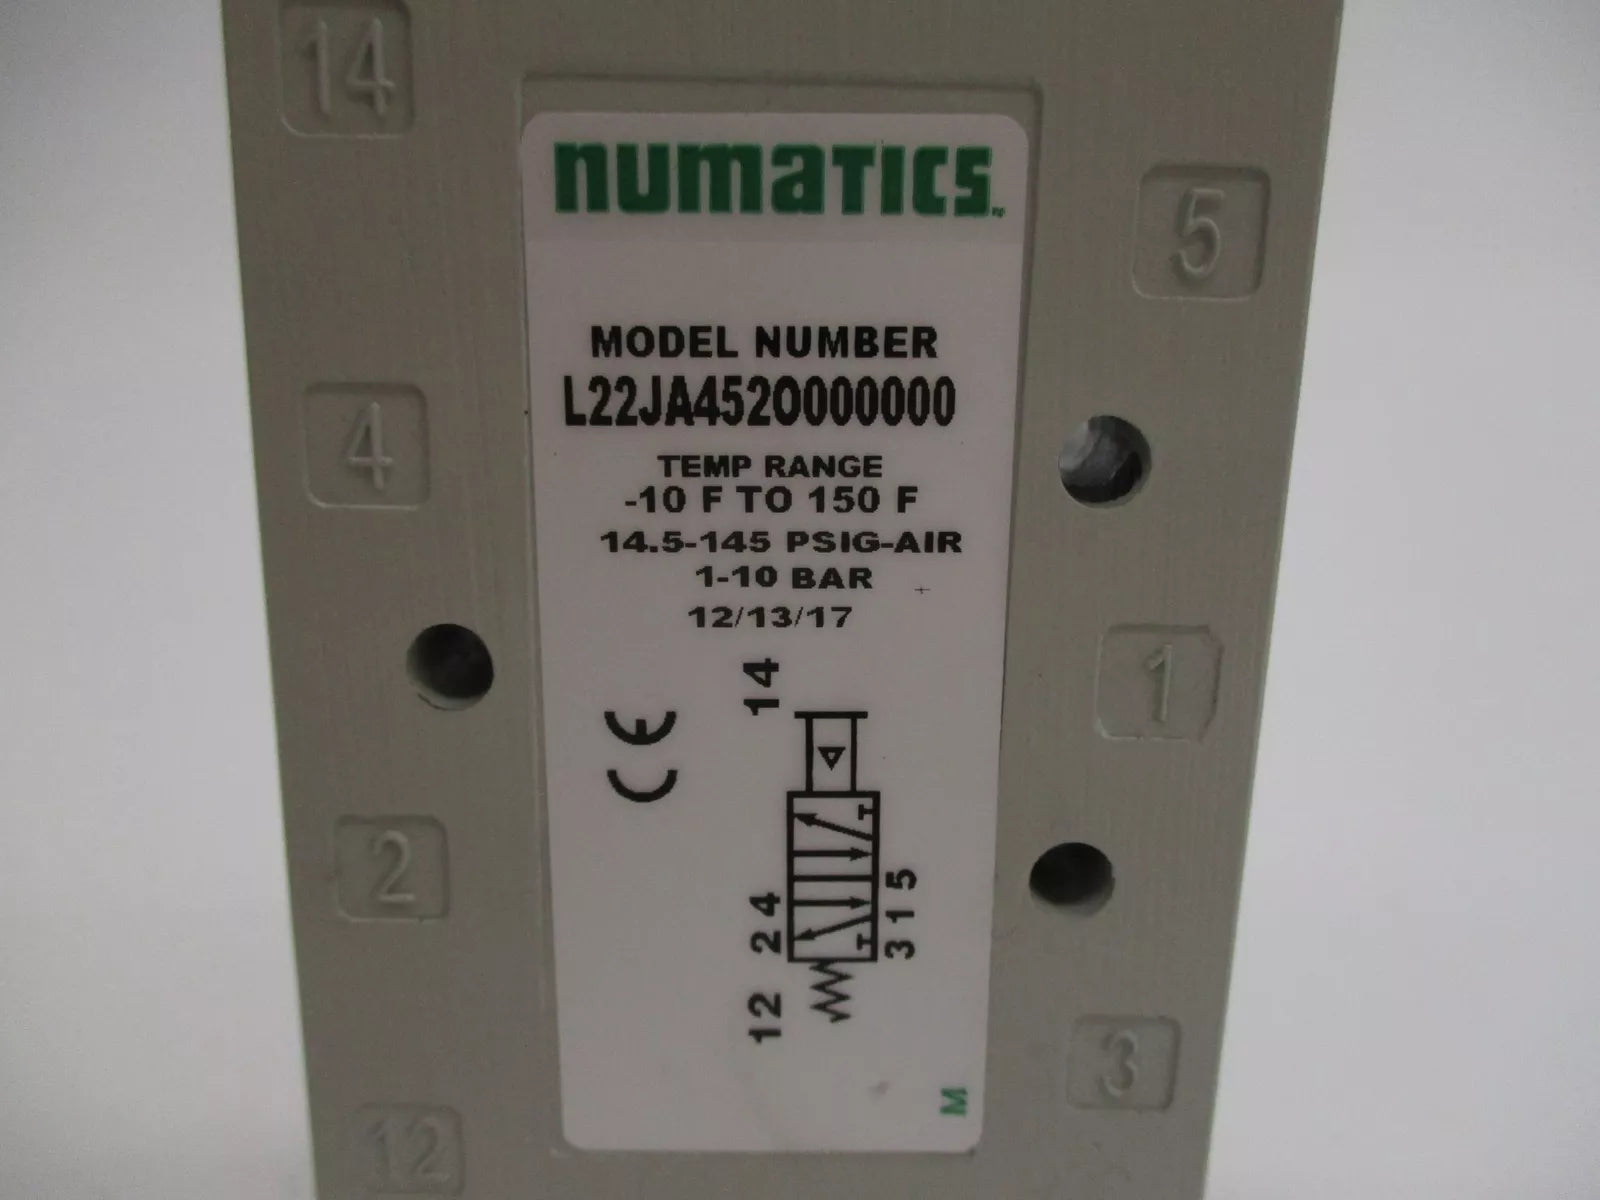 14
5
numatics
MODEL NUMBER
L22JA452O000000
TEMP RANGE
-10 F TO 150 F
14.5-145 PSIG-AIR
1-10 BAR
12/13/17
4
1
2
3
12
CE
14
2 4
3 1 5
12
M